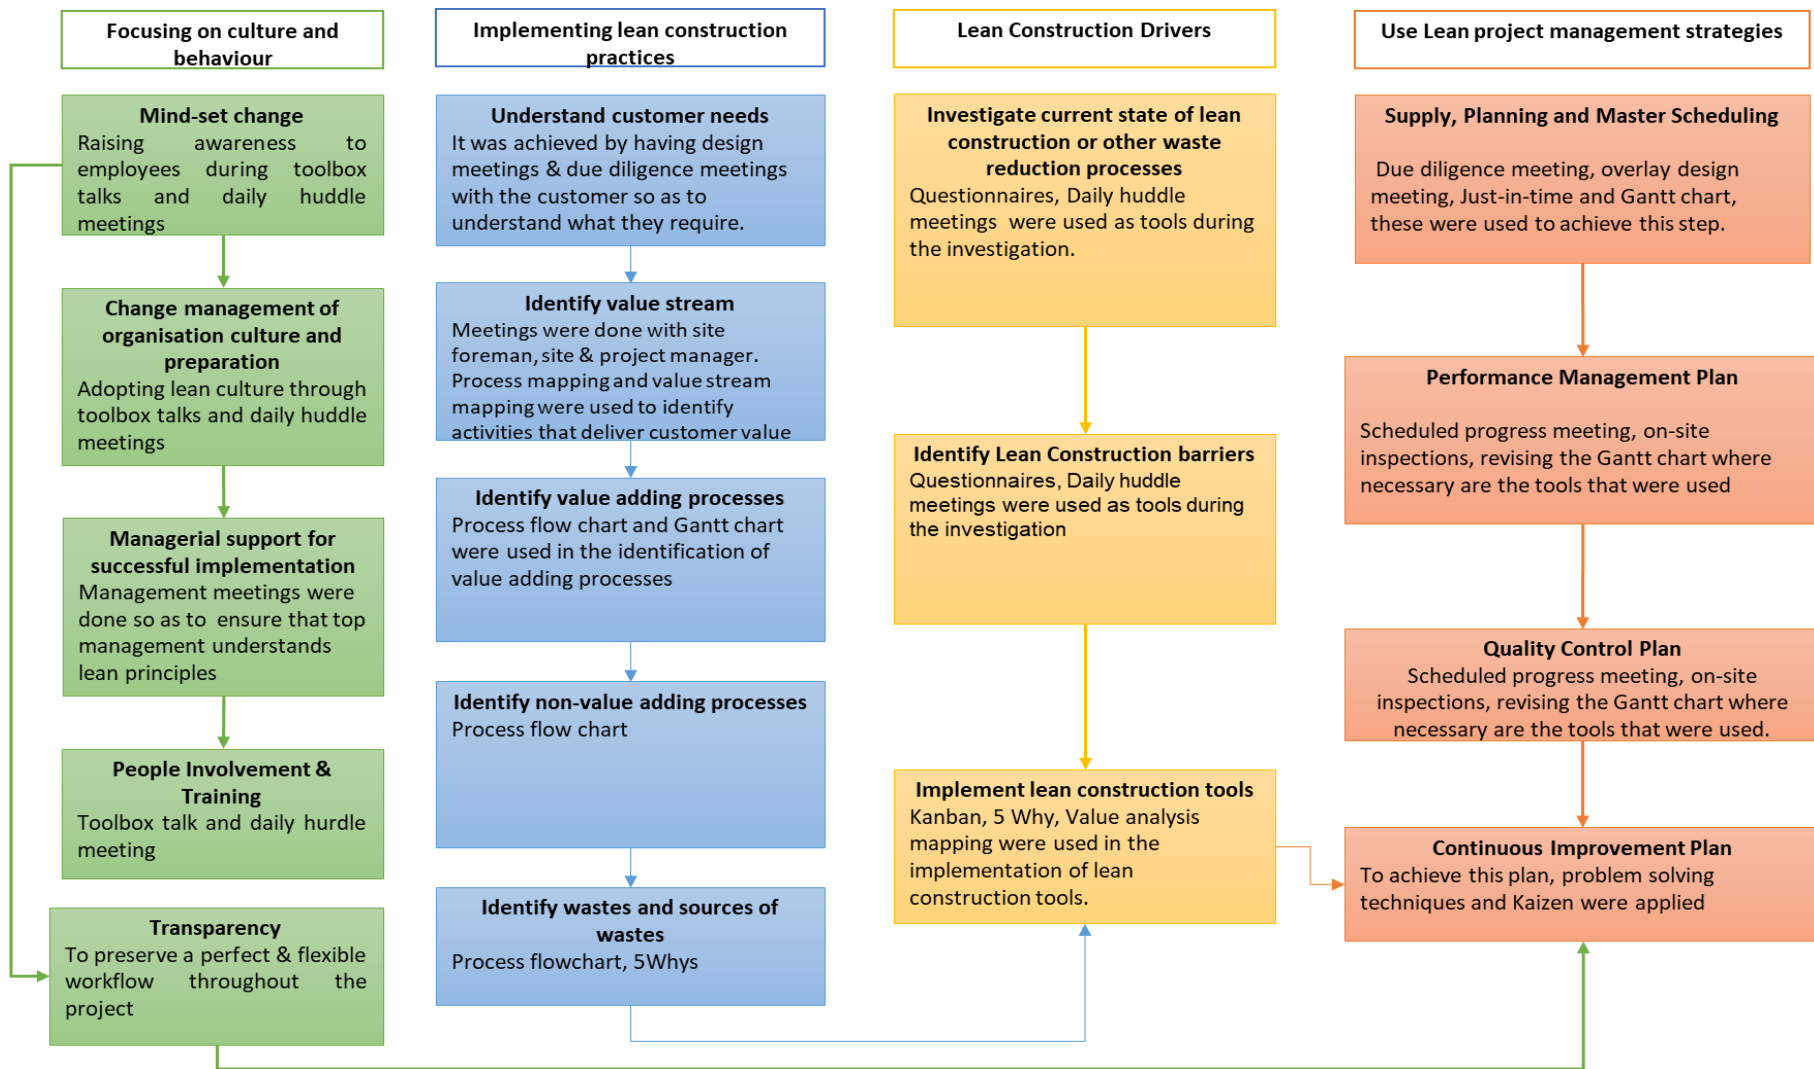 Focusing on culture and
behaviour
Mind-set change
Raising awareness to
employees during toolbox
talks and daily huddle
meetings
Change management of
organisation culture and
preparation
Adopting lean culture through
toolbox talks and daily huddle
meetings
Managerial support for
successful implementation
Management meetings were
done so as to ensure that top
management understands
lean principles
People Involvement &
Training
Toolbox talk and daily hurdle
meeting
Transparency
To preserve a perfect & flexible
workflow throughout the
project
Implementing lean construction
practices
Understand customer needs
It was achieved by having design
meetings & due diligence meetings
with the customer so as to
understand what they require.
Identify value stream
Meetings were done with site
foreman, site & project manager.
Process mapping and value stream
mapping were used to identify
activities that deliver customer value
Identify value adding processes
Process flow chart and Gantt chart
were used in the identification of
value adding processes
Identify non-value adding processes
Process flow chart
Identify wastes and sources of
wastes
Process flowchart, 5Whys
Lean Construction Drivers
Investigate current state of lean
construction or other waste
reduction processes
Questionnaires, Daily huddle
meetings were used as tools during
the investigation.
Identify Lean Construction barriers
Questionnaires, Daily huddle
meetings were used as tools during
the investigation
Implement lean construction tools
Kanban, 5 Why, Value analysis
mapping were used in the
implementation of lean
construction tools.
Use Lean project management strategies
Supply, Planning and Master Scheduling
Due diligence meeting, overlay design
meeting, Just-in-time and Gantt chart,
these were used to achieve this step.
Performance Management Plan
Scheduled progress meeting, on-site
inspections, revising the Gantt chart where
necessary are the tools that were used
Quality Control Plan
Scheduled progress meeting, on-site
inspections, revising the Gantt chart where
necessary are the tools that were used.
Continuous Improvement Plan
To achieve this plan, problem solving
techniques and Kaizen were applied